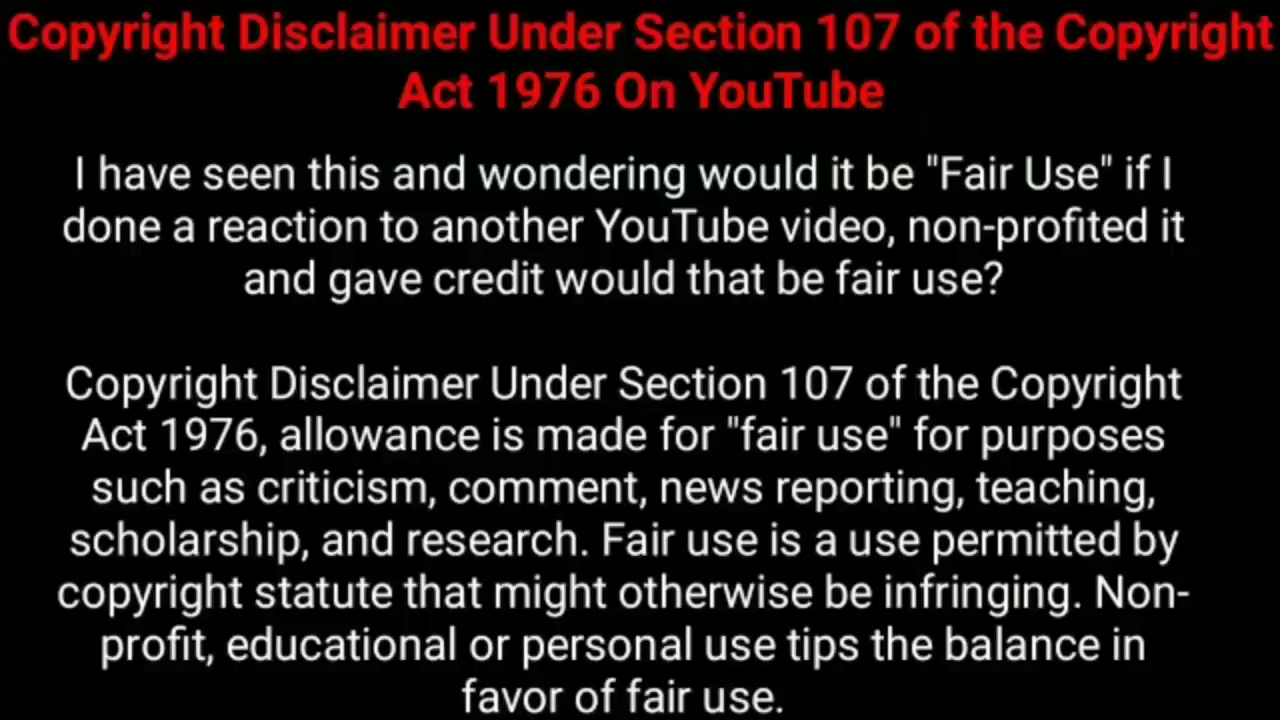 Copyright Disclaimer Under Section 107 of the Copyright
Act 1976 On YouTube
I have seen this and wondering would it be "Fair Use" if I
done a reaction to another YouTube video, non-profited it
and gave credit would that be fair use?
Copyright Disclaimer Under Section 107 of the Copyright
Act 1976, allowance is made for "fair use" for purposes
such as criticism, comment, news reporting, teaching,
scholarship, and research. Fair use is a use permitted by
copyright statute that might otherwise be infringing. Non-
profit, educational or personal use tips the balance in
favor of fair use.